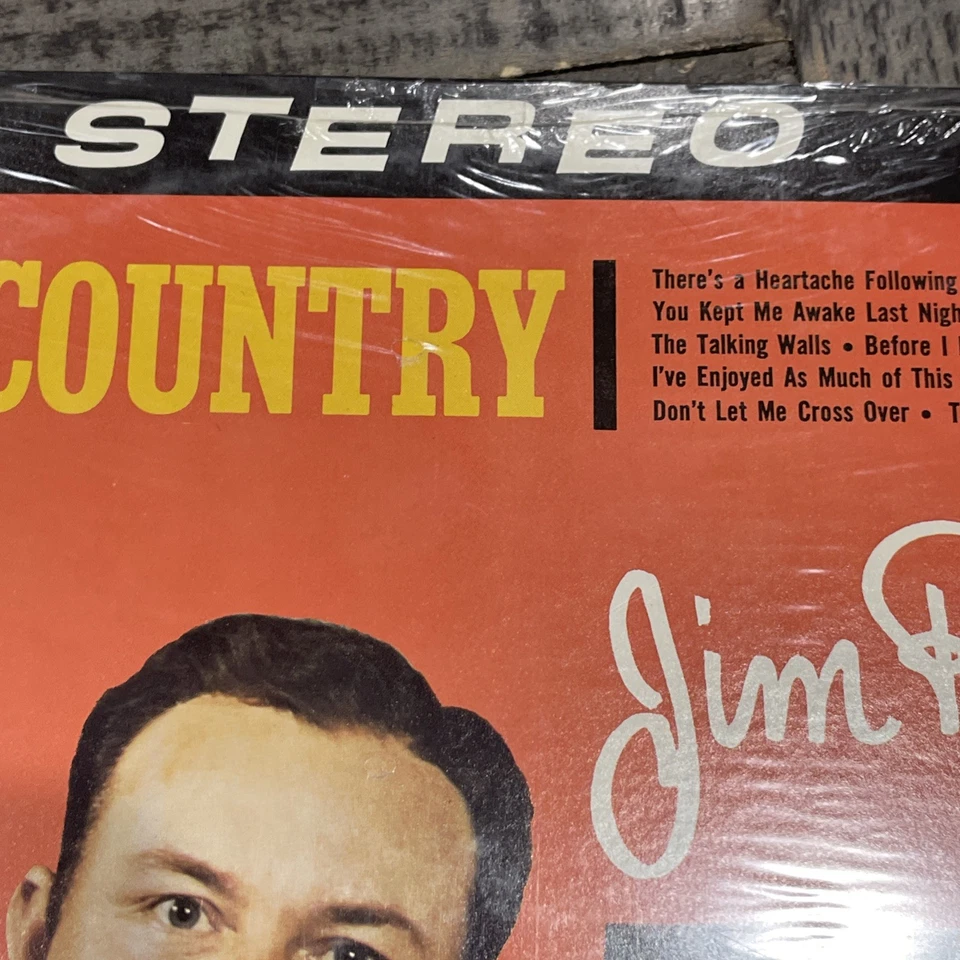 STEREO
COUNTRY
There's a Heartache Following
You Kept Me Awake Last Nigh
The Talking Walls • Before I
I've Enjoyed As Much of This
Don't Let Me Cross Over • T
Jim R